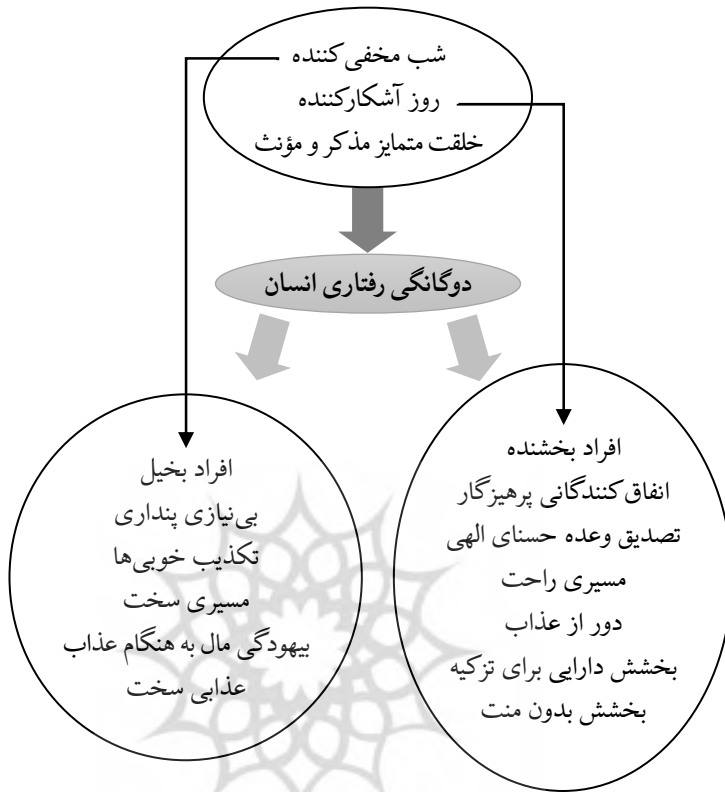 شب مخفی‌کننده
روز آشکارکننده
خلقت متمایز مذکر و مؤنث
دوگانگی رفتاری انسان
افراد بخشنده
انفاق‌کنندگانی پرهیزگار
تصدیق وعده حسنای الهی
مسیری راحت
دور از عذاب
بخشش دارایی برای تزکیه
بخشش بدون منت
افراد بخیل
بی‌نیازی پنداری
تکذیب خوبی‌ها
مسیری سخت
بیهودگی مال به هنگام عذاب
عذابی سخت